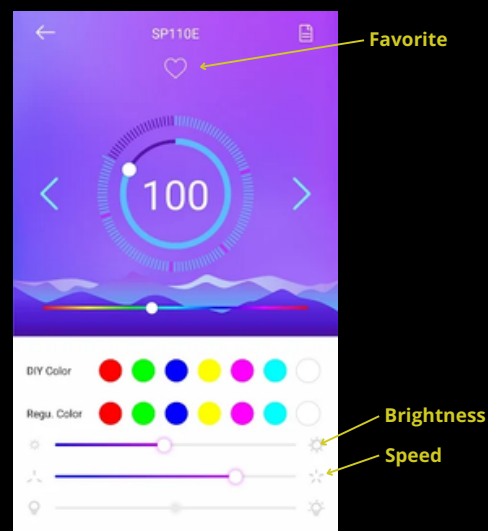 SP110E
Favorite
100
DIY Color
Regu. Color
Brightness
Speed